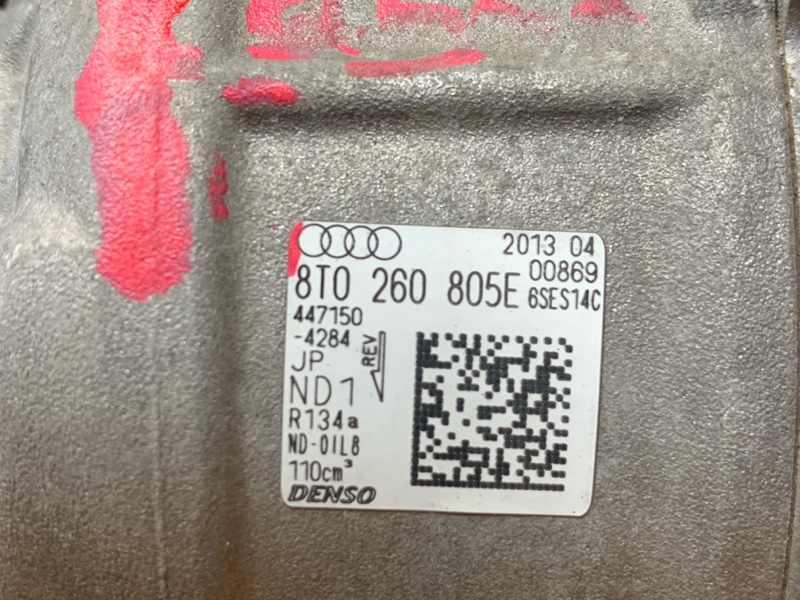 2013 04
00869
8T0 260 805E 6SES14C
447150
-4284
REV
JP
ND1
R134a
ND-OIL8
110cm³
DENSO